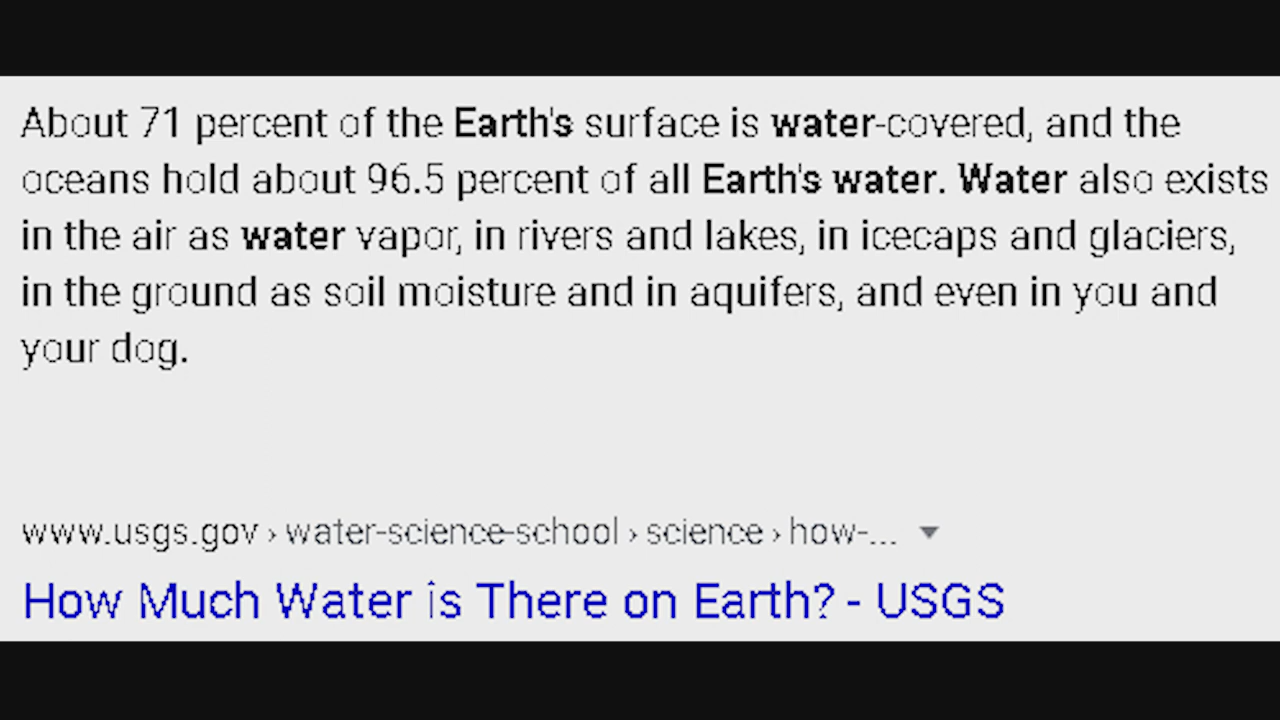 About 71 percent of the Earth's surface is water-covered, and the
oceans hold about 96.5 percent of all Earth's water. Water also exists
in the air as water vapor, in rivers and lakes, in icecaps and glaciers,
in the ground as soil moisture and in aquifers, and even in you and
your dog.
www.usgs.gov › water-science-school › science › how-...
How Much Water is There on Earth? - USGS